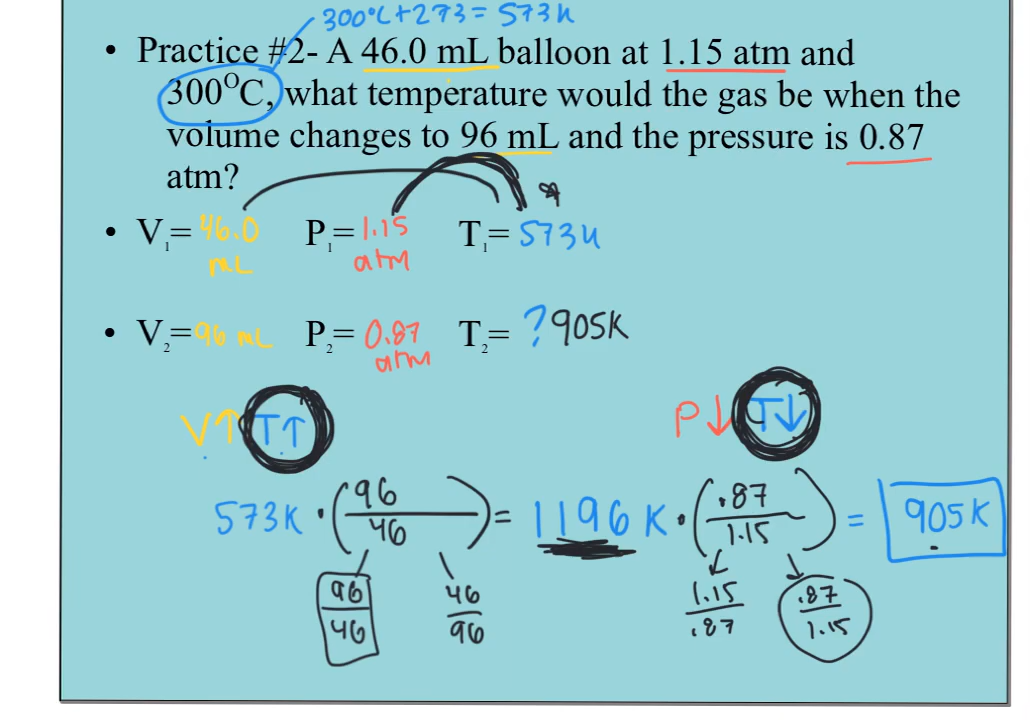 300°C+273 = 573K
• Practice #2- A 46.0 mL balloon at 1.15 atm and
300°C, what temperature would the gas be when the
volume changes to 96 mL and the pressure is 0.87
atm?
• V₁= 46.0 mL P₁= 1.15 atm T₁= 573K
• V₂= 96 mL P₂= 0.87 atm T₂= ? 905K
V↑ T↑ P↓ T↓
573K · (96/46) = 1196 K · (.87/1.15) = 905K
96/46 46/96 1.15/.87 .87/1.15